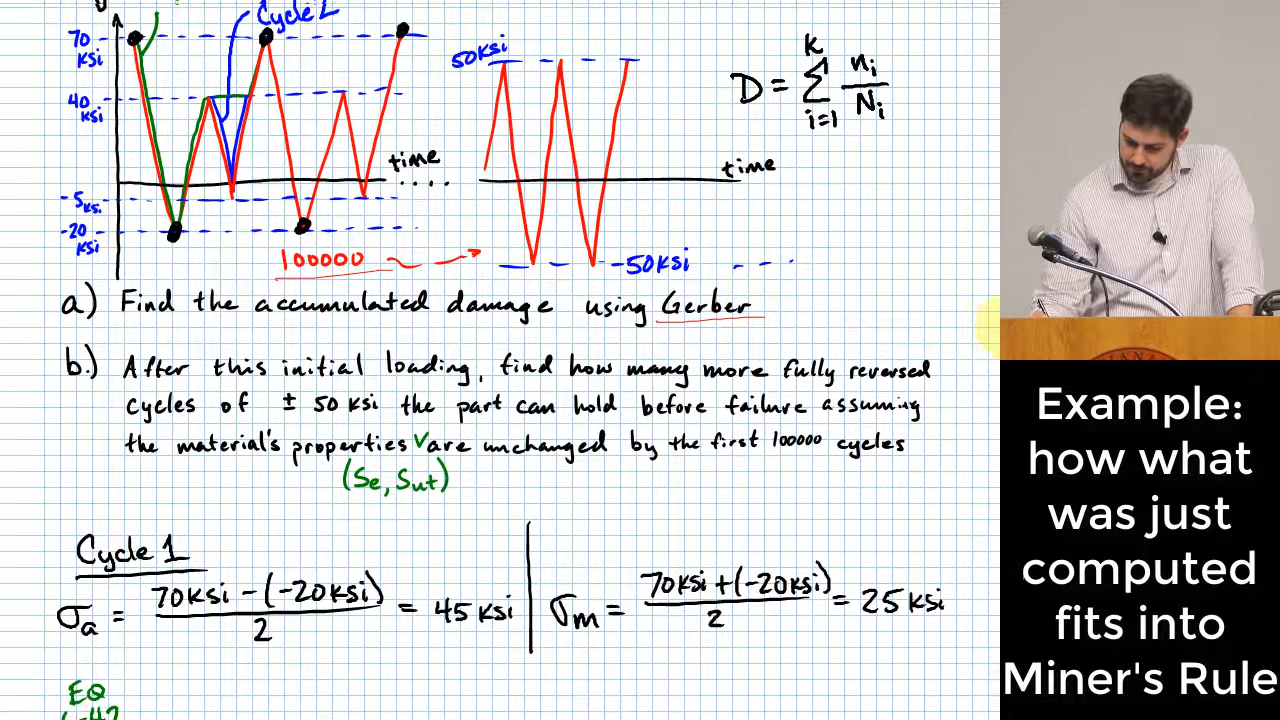 Cycle 2
70 ksi
40 ksi
-5 ksi
-20 ksi
time
....
100000
50ksi
time
-50ksi
D = Σ i=1 k ni/Ni
a.) Find the accumulated damage using Gerber
b.) After this initial loading, find how many more fully reversed
cycles of ± 50 ksi the part can hold before failure assuming
the material's properties are unchanged by the first 100000 cycles
(Se, Sut)
Cycle 1
σa = 70ksi - (-20ksi) / 2 = 45 ksi
σm = 70ksi + (-20ksi) / 2 = 25 ksi
EQ
Example:
how what
was just
computed
fits into
Miner's Rule